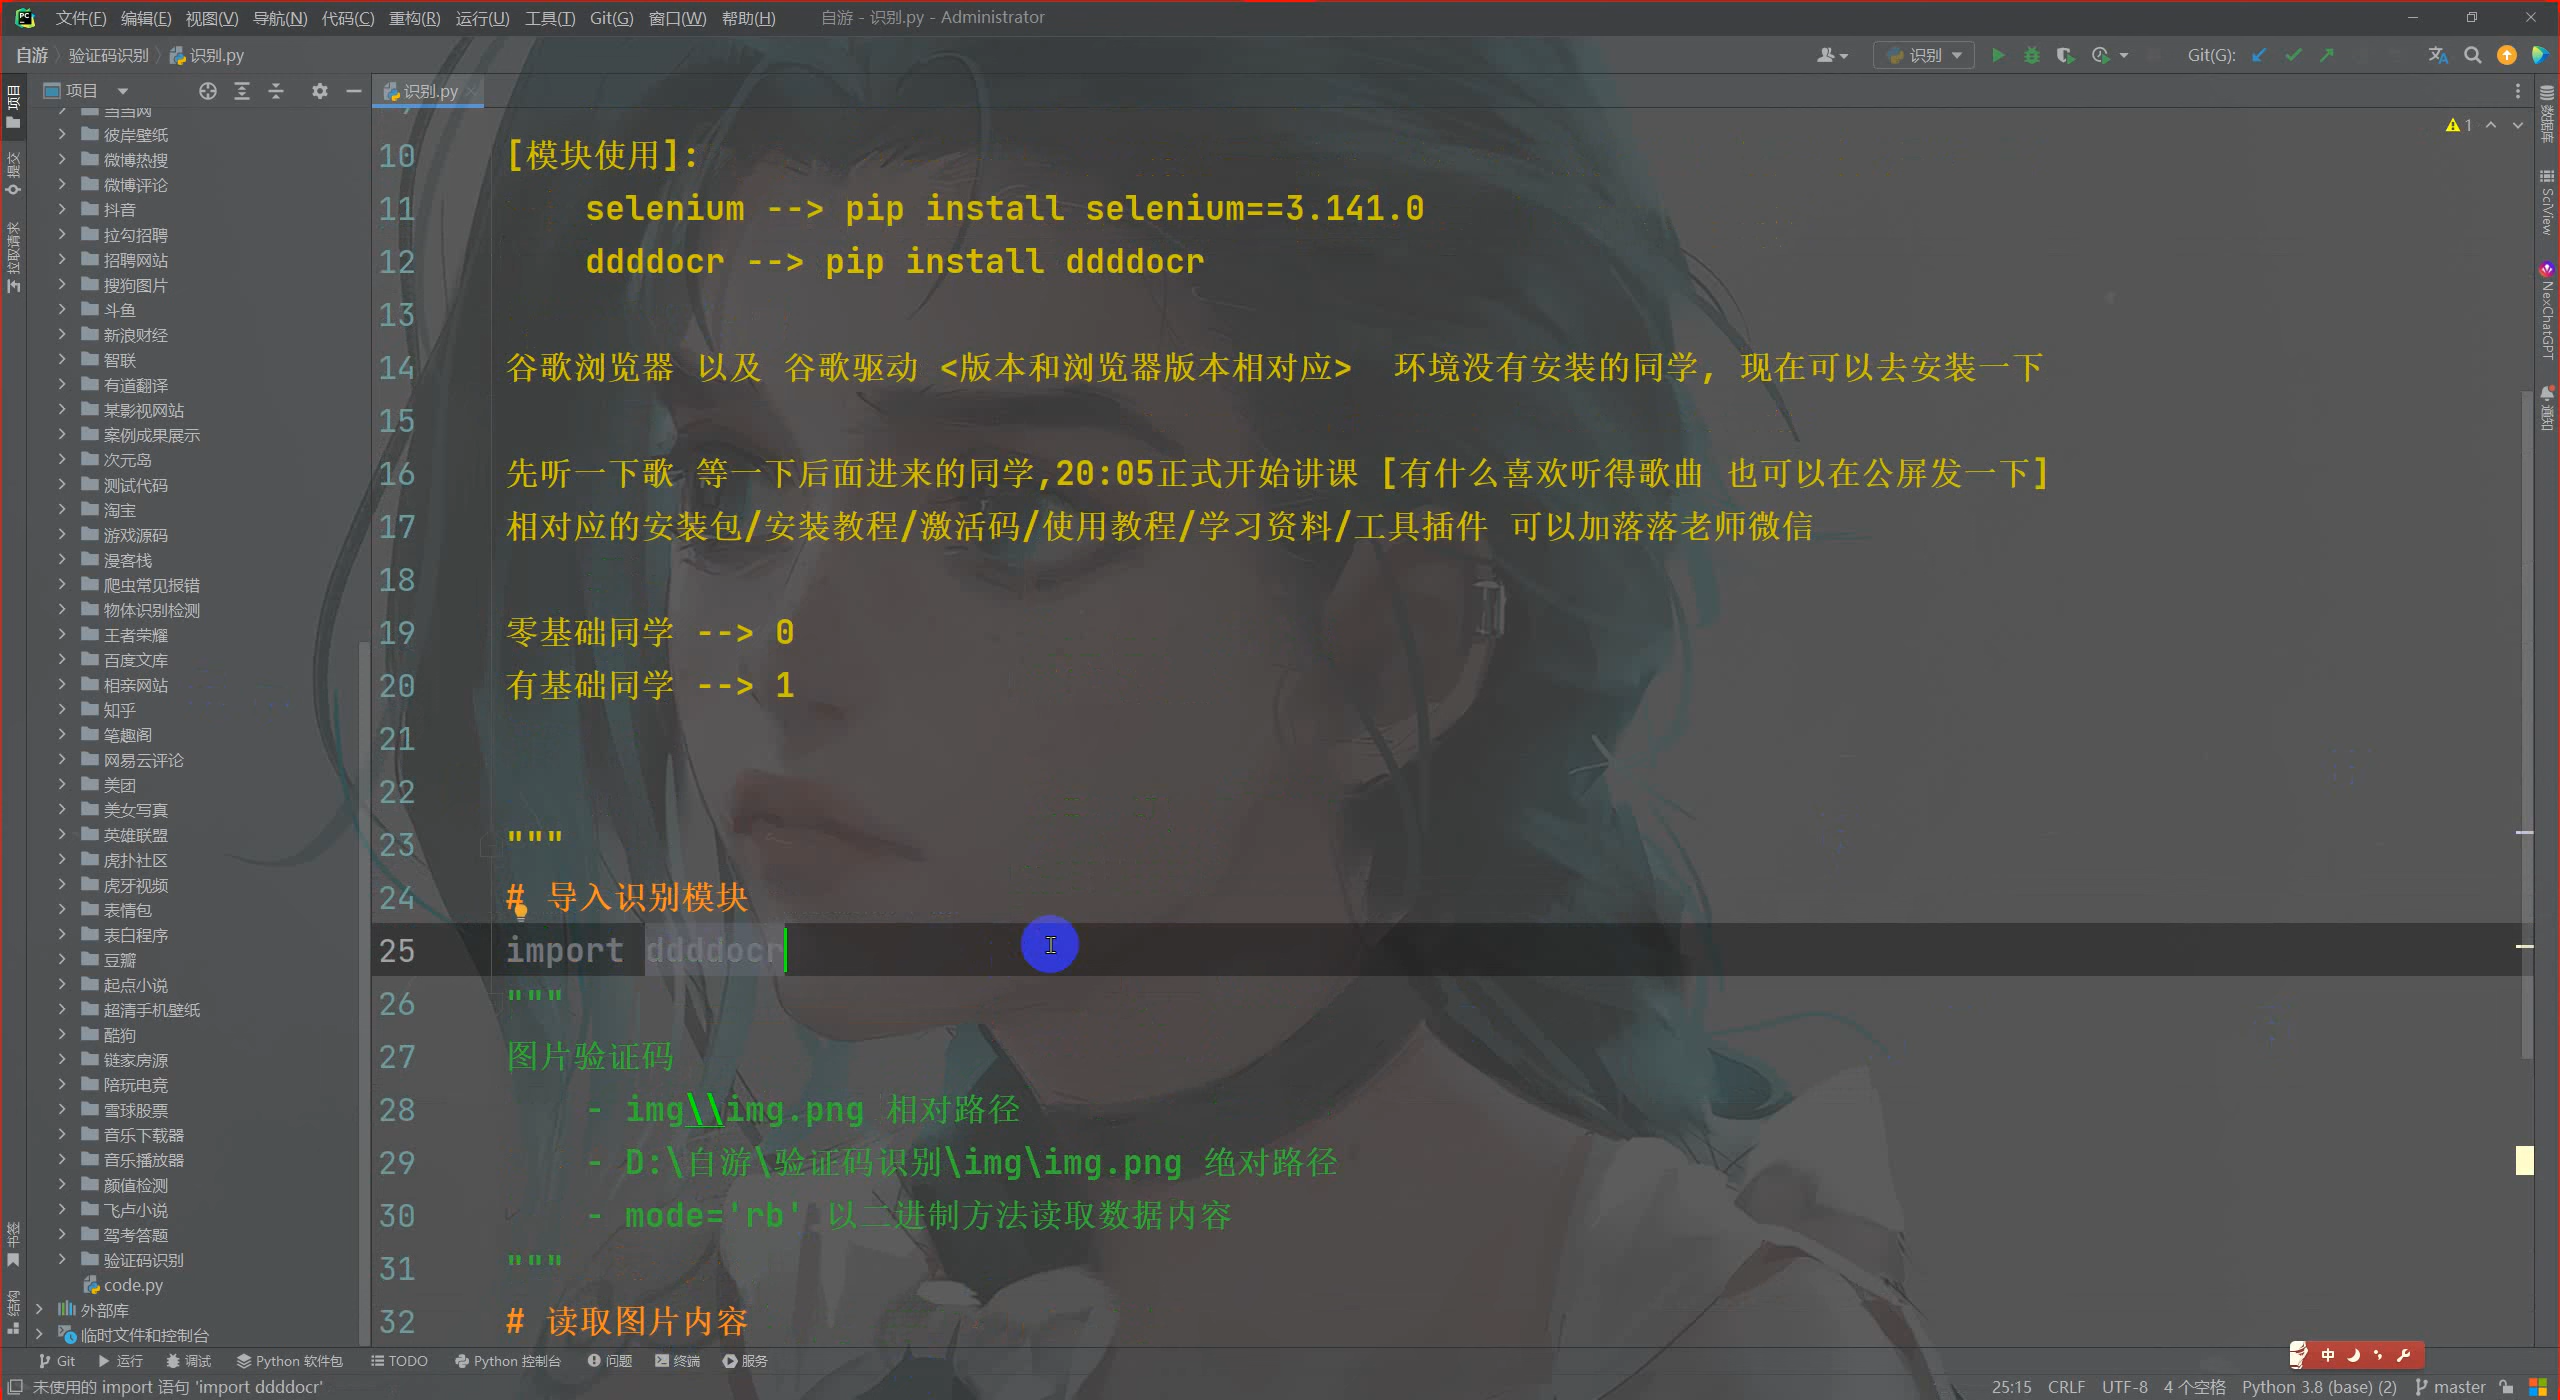 文件(F) 编辑(E) 视图(V) 导航(N) 代码(C) 重构(R) 运行(U) 工具(T) Git(G) 窗口(W) 帮助(H) 自游 - 识别.py - Administrator
自游 验证码识别 识别.py
识别 Git(G):
项目
识别.py
1
当当网
彼岸壁纸
微博热搜
微博评论
抖音
拉勾招聘
招聘网站
搜狗图片
斗鱼
新浪财经
智联
有道翻译
某影视网站
案例成果展示
次元岛
测试代码
淘宝
游戏源码
漫客栈
爬虫常见报错
物体识别检测
王者荣耀
百度文库
相亲网站
知乎
笔趣阁
网易云评论
美团
美女写真
英雄联盟
虎扑社区
虎牙视频
表情包
表白程序
豆瓣
起点小说
超清手机壁纸
酷狗
链家房源
陪玩电竞
雪球股票
音乐下载器
音乐播放器
颜值检测
飞卢小说
驾考答题
验证码识别
code.py
外部库
临时文件和控制台
项目
提交
拉取请求
书签
结构
10 [模块使用]:
11 selenium --> pip install selenium==3.141.0
12 ddddocr --> pip install ddddocr
13
14 谷歌浏览器 以及 谷歌驱动 <版本和浏览器版本相对应> 环境没有安装的同学, 现在可以去安装一下
15
16 先听一下歌 等一下后面进来的同学,20:05正式开始讲课 [有什么喜欢听得歌曲 也可以在公屏发一下]
17 相对应的安装包/安装教程/激活码/使用教程/学习资料/工具插件 可以加落落老师微信
18
19 零基础同学 --> 0
20 有基础同学 --> 1
21
22
23 """
24 # 导入识别模块
25 import ddddocr
26 """
27 图片验证码
28 - img\\img.png 相对路径
29 - D:\自游\验证码识别\img\img.png 绝对路径
30 - mode='rb' 以二进制方法读取数据内容
31 """
32 # 读取图片内容
数据库
SciView
NexChatGPT
通知
Git 运行 调试 Python 软件包 TODO Python 控制台 问题 终端 服务
中
未使用的 import 语句 'import ddddocr'
25:15 CRLF UTF-8 4 个空格 Python 3.8 (base) (2) master